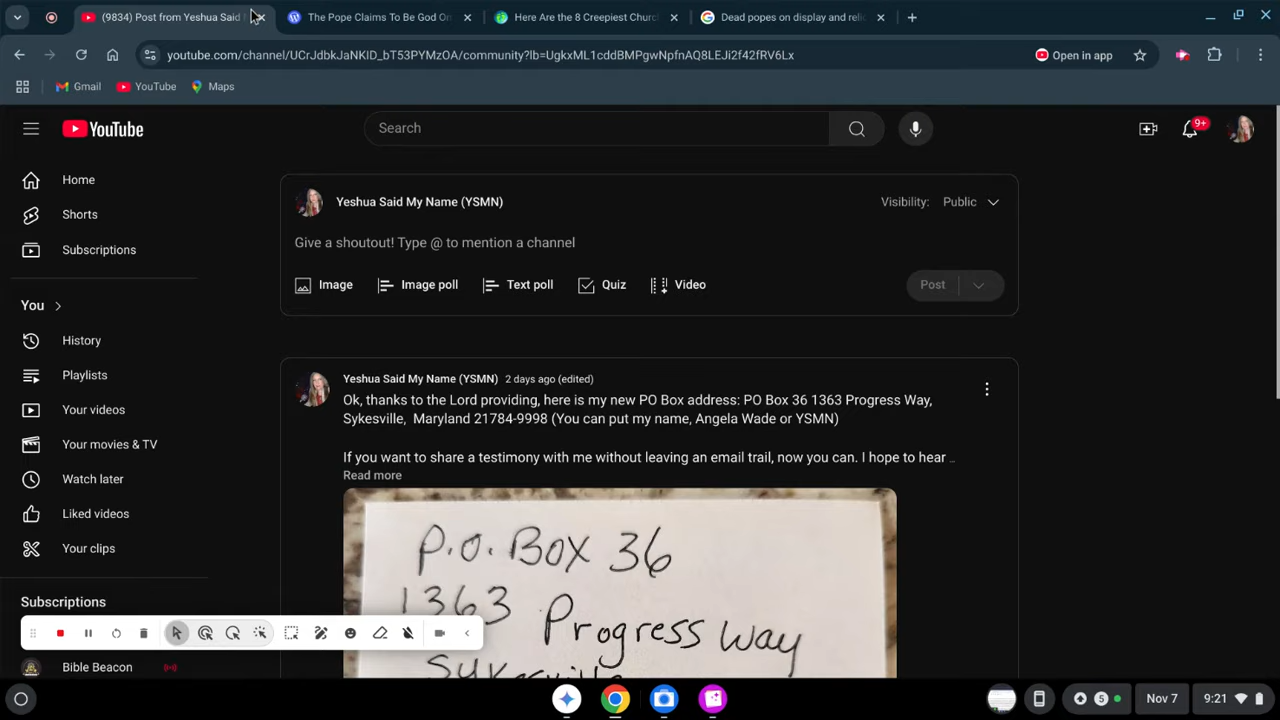 (9834) Post from Yeshua Said
The Pope Claims To Be God On
Here Are the 8 Creepiest Churc
Dead popes on display and reli
youtube.com/channel/UCrJdbkJaNKID_bT53PYMzOA/community?lb=UgkxML1cddBMPgwNpfnAQ8LEJi2f42fRV6Lx
Open in app
Gmail
YouTube
Maps
YouTube
Search
9+
Home
Shorts
Subscriptions
You
History
Playlists
Your videos
Your movies & TV
Watch later
Liked videos
Your clips
Subscriptions
Bible Beacon
Yeshua Said My Name (YSMN)
Visibility: Public
Give a shoutout! Type @ to mention a channel
Image
Image poll
Text poll
Quiz
Video
Post
Yeshua Said My Name (YSMN) 2 days ago (edited)
Ok, thanks to the Lord providing, here is my new PO Box address: PO Box 36 1363 Progress Way,
Sykesville, Maryland 21784-9998 (You can put my name, Angela Wade or YSMN)
If you want to share a testimony with me without leaving an email trail, now you can. I hope to hear ...
Read more
P.O. Box 36
1363 Progress Way
5
Nov 7
9:21